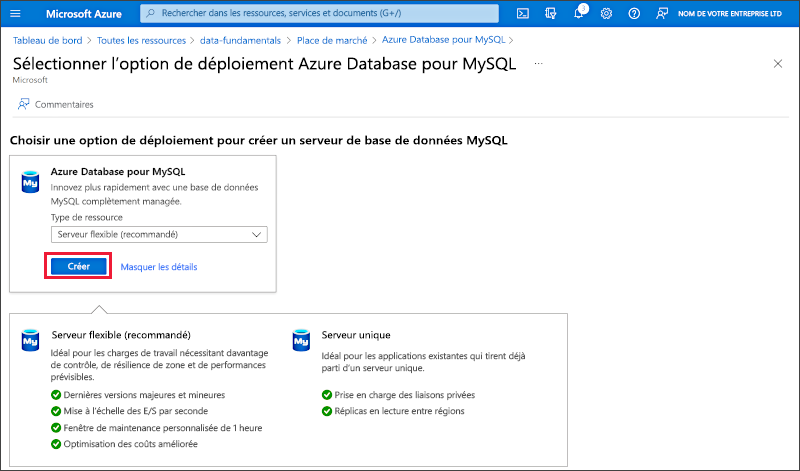 Microsoft Azure
Rechercher dans les ressources, services et documents (G+/)
3
NOM DE VOTRE ENTREPRISE LTD
Tableau de bord > Toutes les ressources > data-fundamentals > Place de marché > Azure Database pour MySQL >
Sélectionner l'option de déploiement Azure Database pour MySQL ...
Microsoft
Commentaires
Choisir une option de déploiement pour créer un serveur de base de données MySQL
My
Azure Database pour MySQL
Innovez plus rapidement avec une base de données
MySQL complètement managée.
Type de ressource
Serveur flexible (recommandé)
Créer
Masquer les détails
My
Serveur flexible (recommandé)
Idéal pour les charges de travail nécessitant davantage
de contrôle, de résilience de zone et de performances
prévisibles.
Dernières versions majeures et mineures
Mise à l'échelle des E/S par seconde
Fenêtre de maintenance personnalisée de 1 heure
Optimisation des coûts améliorée
My
Serveur unique
Idéal pour les applications existantes qui tirent déjà
parti d'un serveur unique.
Prise en charge des liaisons privées
Réplicas en lecture entre régions